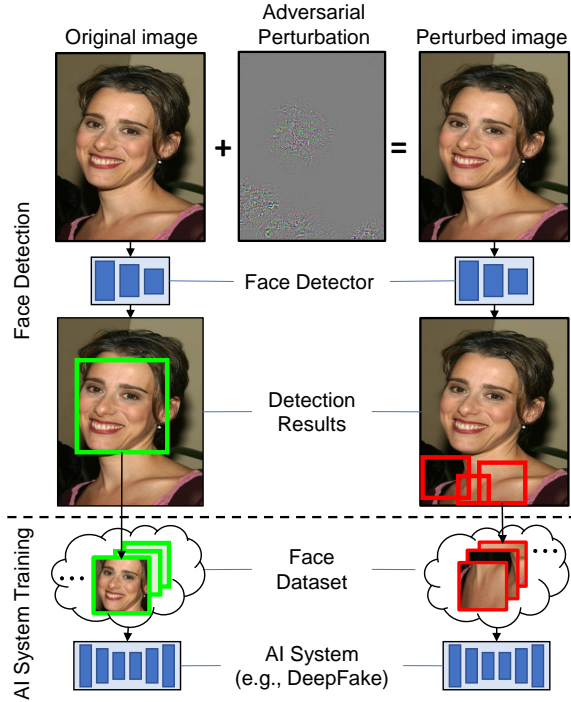 Adversarial
Original image
Perturbation
Perturbed image
+
=
Face Detection
Face Detector
Detection
Results
AI System Training
Face
Dataset
...
...
AI System
(e.g., DeepFake)